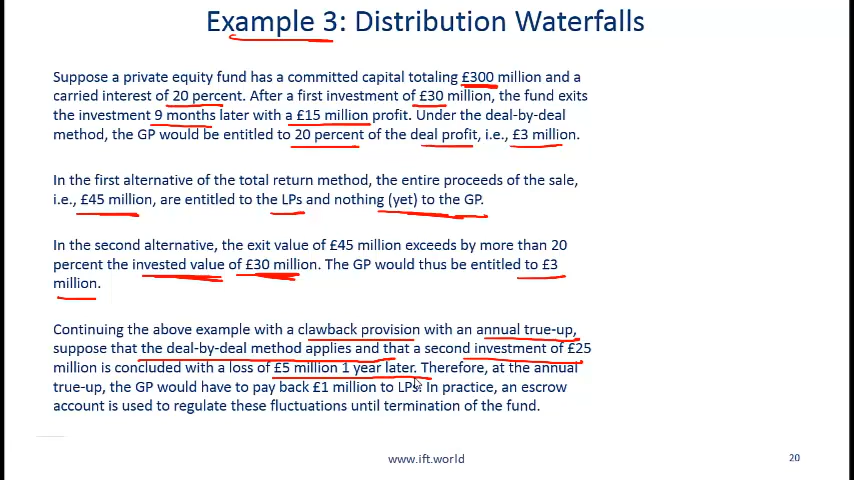 Example 3: Distribution Waterfalls
Suppose a private equity fund has a committed capital totaling £300 million and a
carried interest of 20 percent. After a first investment of £30 million, the fund exits
the investment 9 months later with a £15 million profit. Under the deal-by-deal
method, the GP would be entitled to 20 percent of the deal profit, i.e., £3 million.
In the first alternative of the total return method, the entire proceeds of the sale,
i.e., £45 million, are entitled to the LPs and nothing (yet) to the GP.
In the second alternative, the exit value of £45 million exceeds by more than 20
percent the invested value of £30 million. The GP would thus be entitled to £3
million.
Continuing the above example with a clawback provision with an annual true-up,
suppose that the deal-by-deal method applies and that a second investment of £25
million is concluded with a loss of £5 million 1 year later. Therefore, at the annual
true-up, the GP would have to pay back £1 million to LPs. In practice, an escrow
account is used to regulate these fluctuations until termination of the fund.
www.ift.world
20